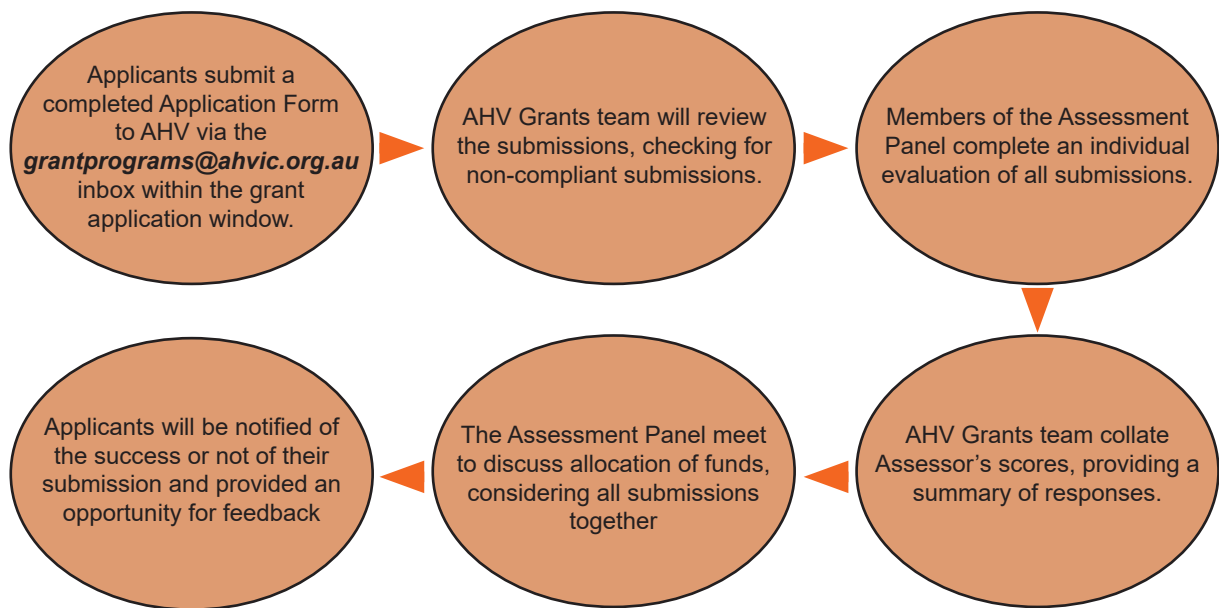 Applicants submit a
completed Application Form
to AHV via the
grantprograms@ahvic.org.au
inbox within the grant
application window.
AHV Grants team will review
the submissions, checking for
non-compliant submissions.
Members of the Assessment
Panel complete an individual
evaluation of all submissions.
AHV Grants team collate
Assessor’s scores, providing a
summary of responses.
The Assessment Panel meet
to discuss allocation of funds,
considering all submissions
together
Applicants will be notified of
the success or not of their
submission and provided an
opportunity for feedback